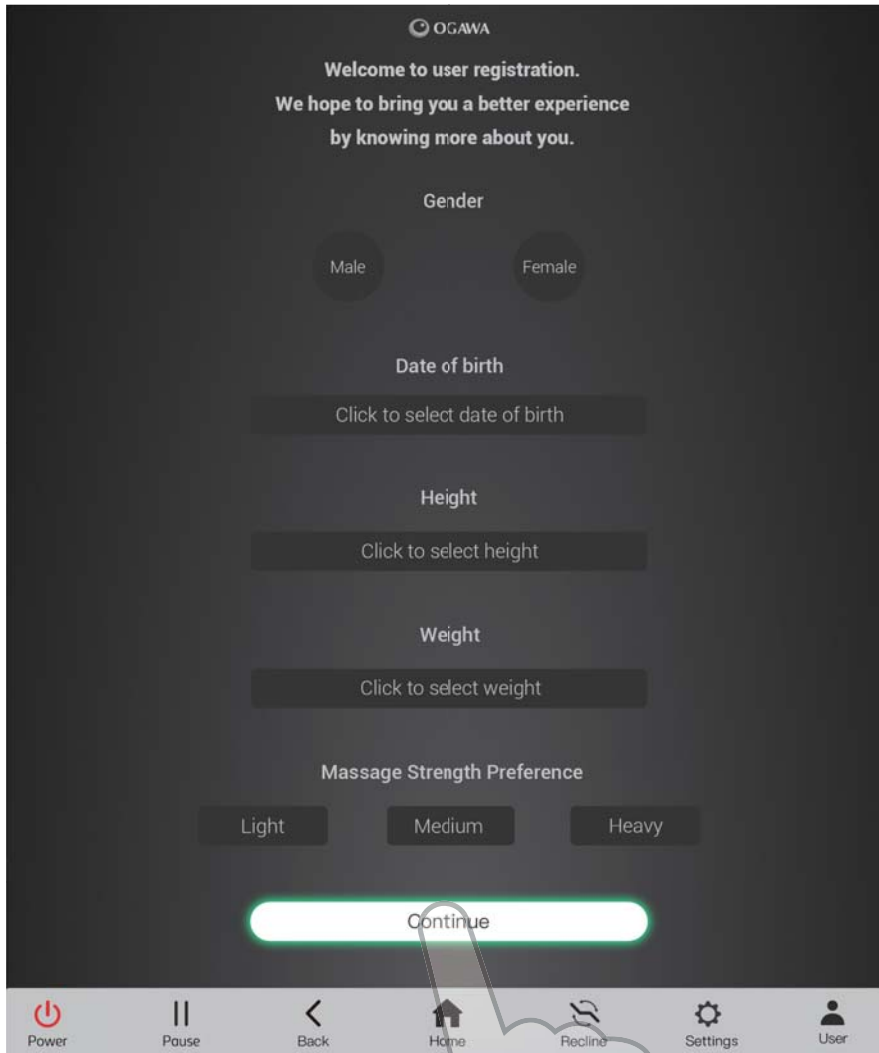 OGAWA
Welcome to user registration.
We hope to bring you a better experience
by knowing more about you.
Gender
Male Female
Date of birth
Click to select date of birth
Height
Click to select height
Weight
Click to select weight
Massage Strength Preference
Light Medium Heavy
Continue
Power Pause Back Home Recline Settings User